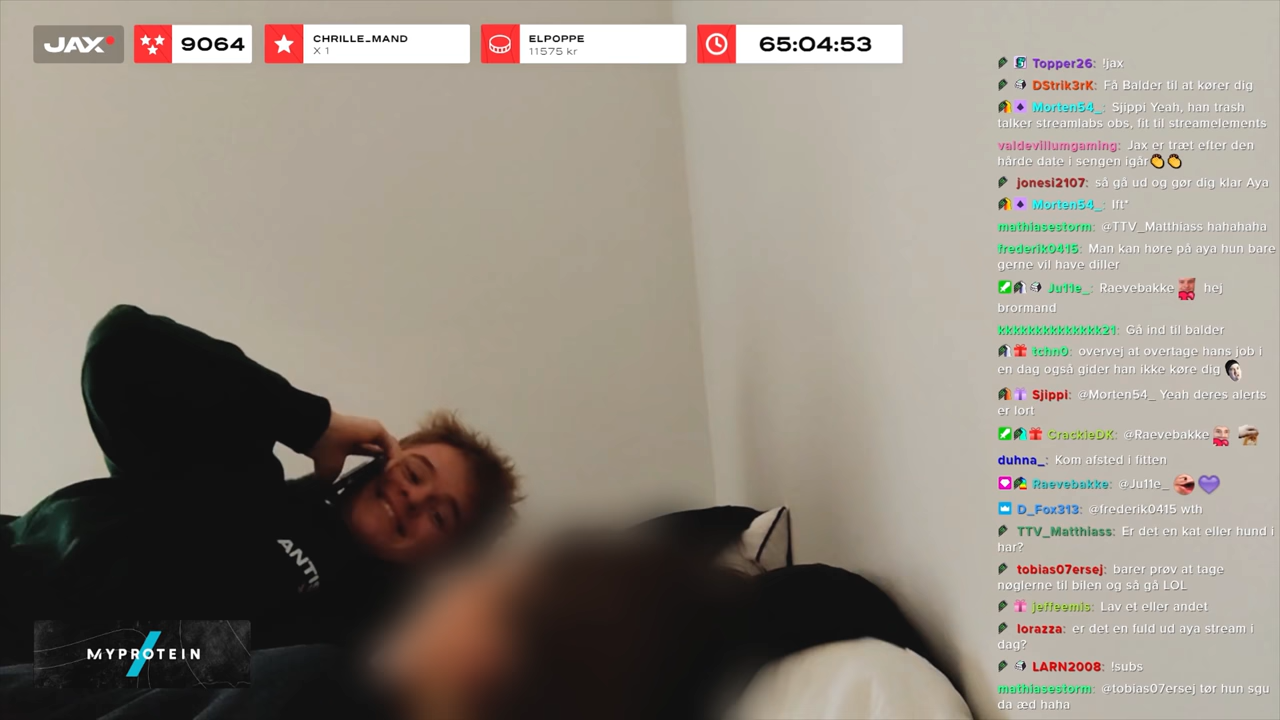 JAX
9064
CHRILLE_MAND
X 1
ELPOPPE
11575 kr
65:04:53
Topper26: !jax
DStrik3rK: Få Balder til at kører dig
Morten54_: Sjippi Yeah, han trash
talker streamlabs obs, fit til streamelements
valdevillumgaming: Jax er træt efter den
hårde date i sengen igår
jonesi2107: så gå ud og gør dig klar Aya
Morten54_: Ift*
mathiasestorm: @TTV_Matthiass hahahaha
frederik0415: Man kan høre på aya hun bare
gerne vil have diller
Ju11e_: Raevebakke hej
brormand
kkkkkkkkkkkkk21: Gå ind til balder
tchn0: overvej at overtage hans job i
en dag også gider han ikke køre dig
Sjippi: @Morten54_ Yeah deres alerts
er lort
CrackieDK: @Raevebakke
duhna_: Kom afsted i fitten
Raevebakke: @Ju11e_
D_Fox313: @frederik0415 wth
TTV_Matthiass: Er det en kat eller hund i
har?
tobias07ersej: barer prøv at tage
nøglerne til bilen og så gå LOL
jeffeemis: Lav et eller andet
lorazza: er det en fuld ud aya stream i
dag?
LARN2008: !subs
mathiasestorm: @tobias07ersej tør hun sgu
da æd haha
ANTI
MYPROTEIN